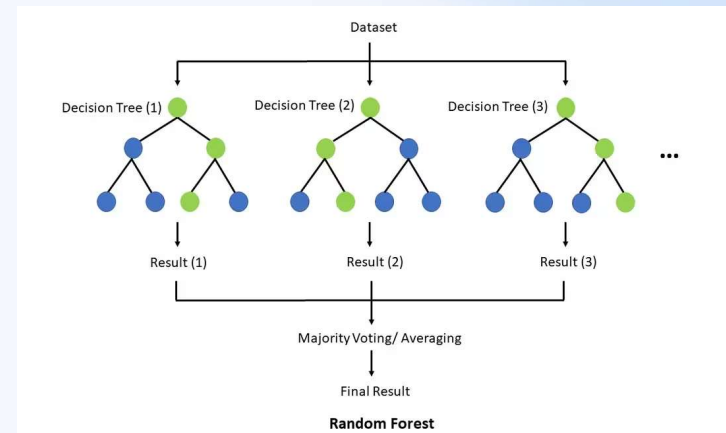 Dataset
Decision Tree (1)
Decision Tree (2)
Decision Tree (3)
...
Result (1)
Result (2)
Result (3)
Majority Voting/ Averaging
Final Result
Random Forest